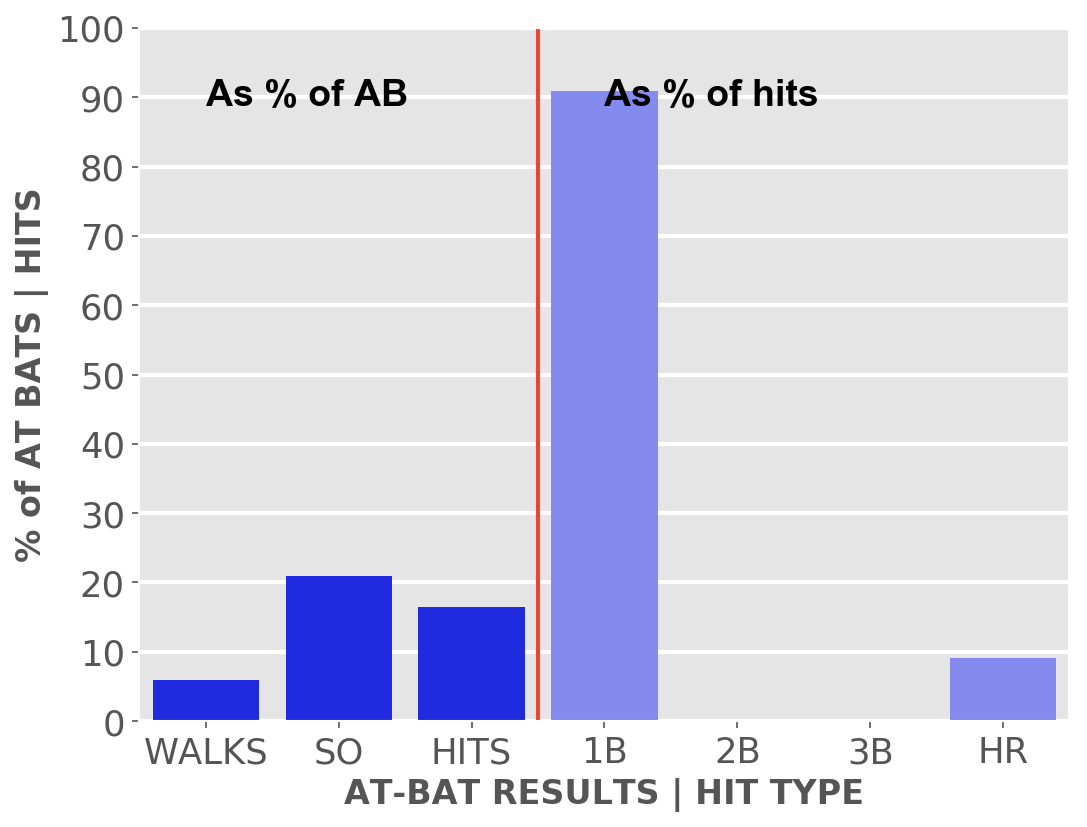 100
90
80
70
60
50
40
30
20
10
0
% of AT BATS | HITS
As % of AB
As % of hits
WALKS SO HITS 1B 2B 3B HR
AT-BAT RESULTS | HIT TYPE